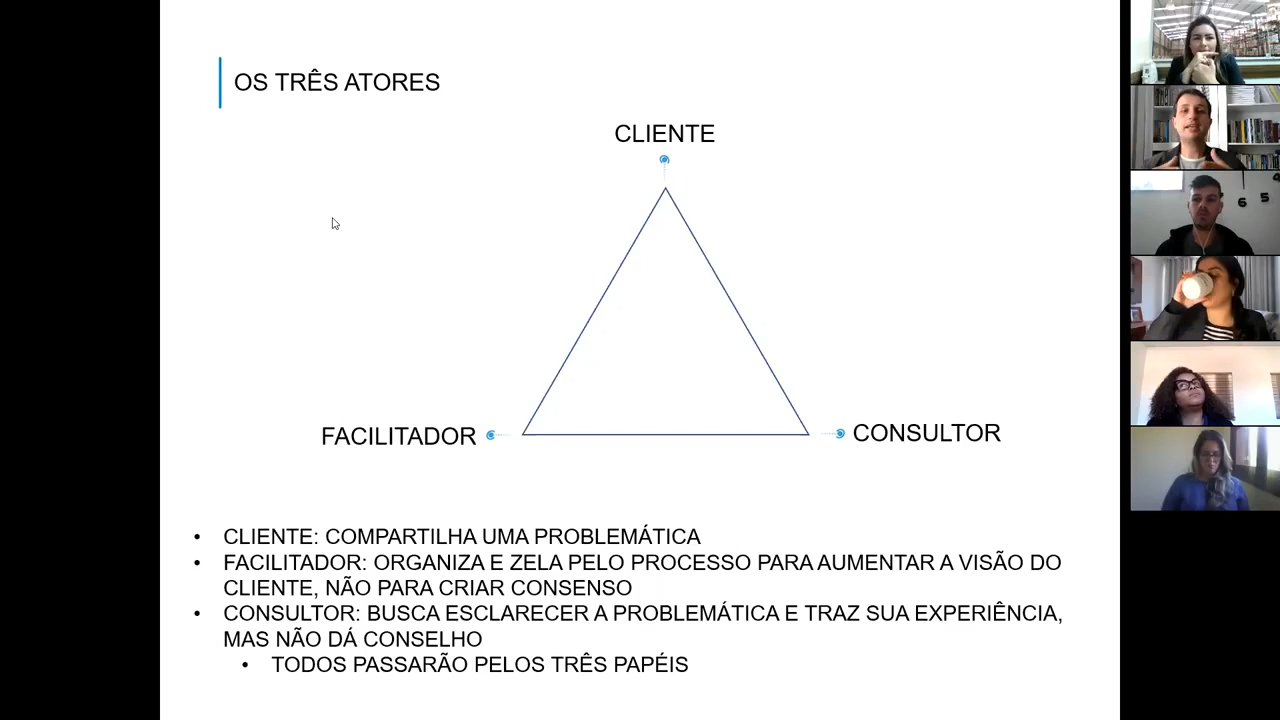 OS TRÊS ATORES
CLIENTE
FACILITADOR
CONSULTOR
• CLIENTE: COMPARTILHA UMA PROBLEMÁTICA
• FACILITADOR: ORGANIZA E ZELA PELO PROCESSO PARA AUMENTAR A VISÃO DO
CLIENTE, NÃO PARA CRIAR CONSENSO
• CONSULTOR: BUSCA ESCLARECER A PROBLEMÁTICA E TRAZ SUA EXPERIÊNCIA,
MAS NÃO DÁ CONSELHO
• TODOS PASSARÃO PELOS TRÊS PAPÉIS
6 5